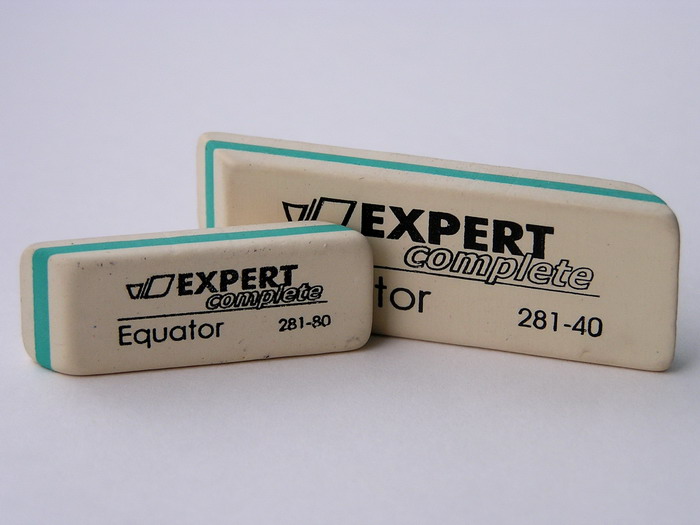 EXPERT
complete
Equator 281-80
EXPERT
complete
tor 281-40